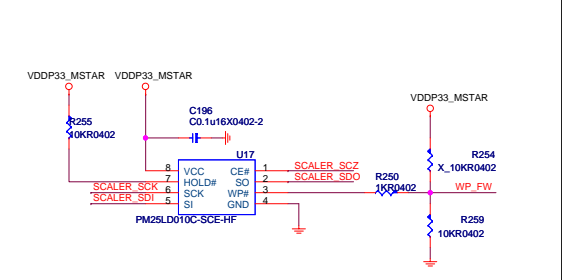 VDDP33_MSTAR
VDDP33_MSTAR
VDDP33_MSTAR
R255
10KR0402
C196
C0.1u16X0402-2
U17
8
VCC
CE#
1
SCALER_SCZ
7
HOLD#
SO
2
SCALER_SDO
SCALER_SCK
6
SCK
WP#
3
SCALER_SDI
5
SI
GND
4
PM25LD010C-SCE-HF
R250
1KR0402
R254
X_10KR0402
WP_FW
R259
10KR0402